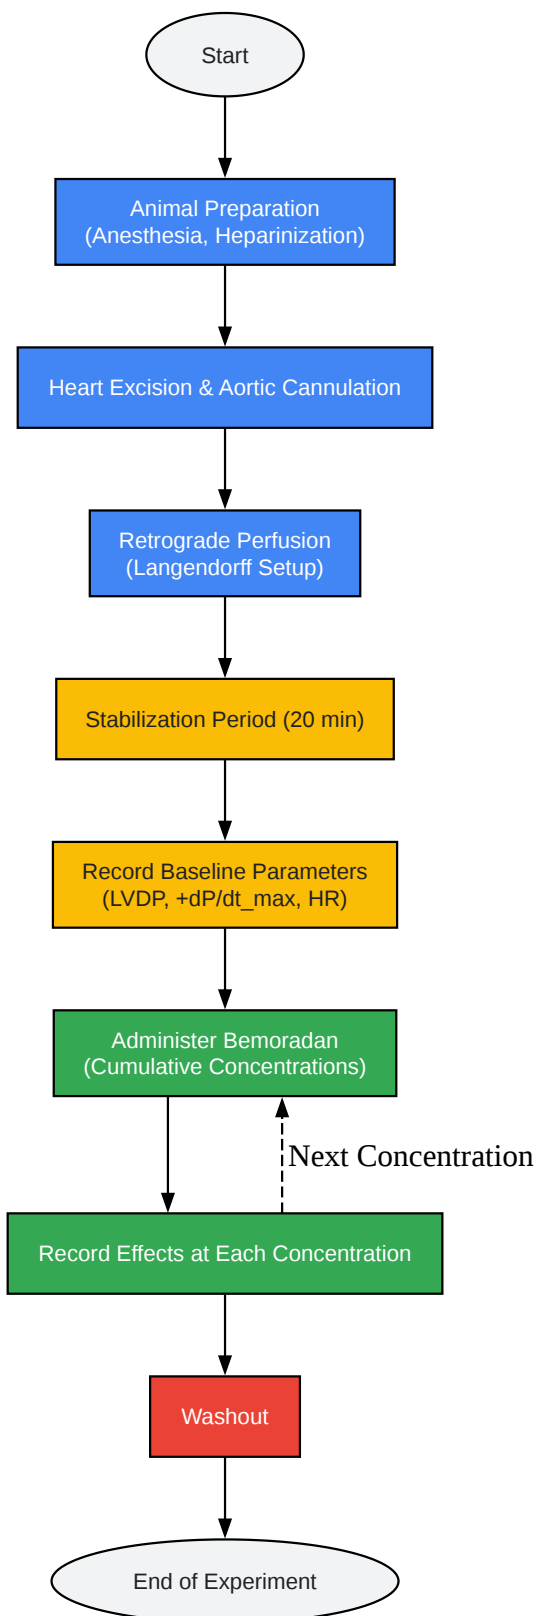 Start
Animal Preparation
(Anesthesia, Heparinization)
Heart Excision & Aortic Cannulation
Retrograde Perfusion
(Langendorff Setup)
Stabilization Period (20 min)
Record Baseline Parameters
(LVDP, +dP/dt_max, HR)
Administer Bemoradan
(Cumulative Concentrations)
Next Concentration
Record Effects at Each Concentration
Washout
End of Experiment